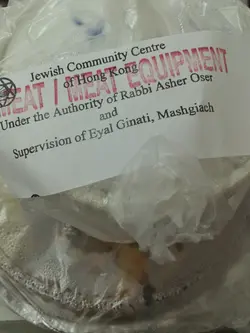 Jewish Community Centre
of Hong Kong
MEAT / MEAT EQUIPMENT
Under the Authority of Rabbi Asher Oser
and
Supervision of Eyal Ginati, Mashgiach